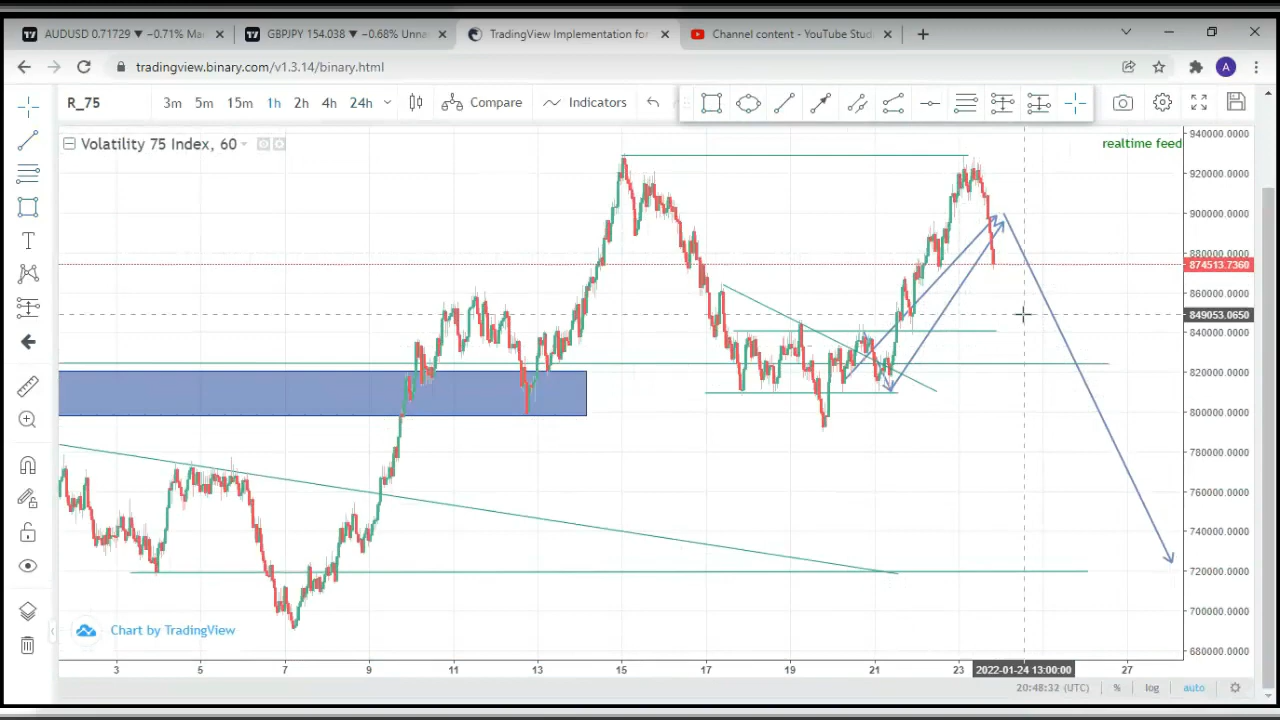 AUDUSD 0.71729 ▼ −0.71% Ma
GBPJPY 154.038 ▼ −0.68% Unna
TradingView Implementation for
Channel content - YouTube Stud
tradingview.binary.com/v1.3.14/binary.html
A
R_75
3m 5m 15m 1h 2h 4h 24h
Compare
Indicators
Volatility 75 Index, 60
realtime feed
940000.0000
920000.0000
900000.0000
880000.0000
874513.7360
860000.0000
849053.0650
840000.0000
820000.0000
800000.0000
780000.0000
760000.0000
740000.0000
720000.0000
700000.0000
680000.0000
T
Chart by TradingView
3 5 7 9 11 13 15 17 19 21 23 2022-01-24 13:00:00 27
20:48:32 (UTC) % log auto